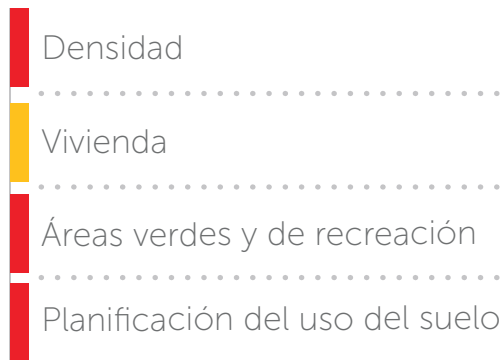 Densidad
Vivienda
Áreas verdes y de recreación
Planificación del uso del suelo